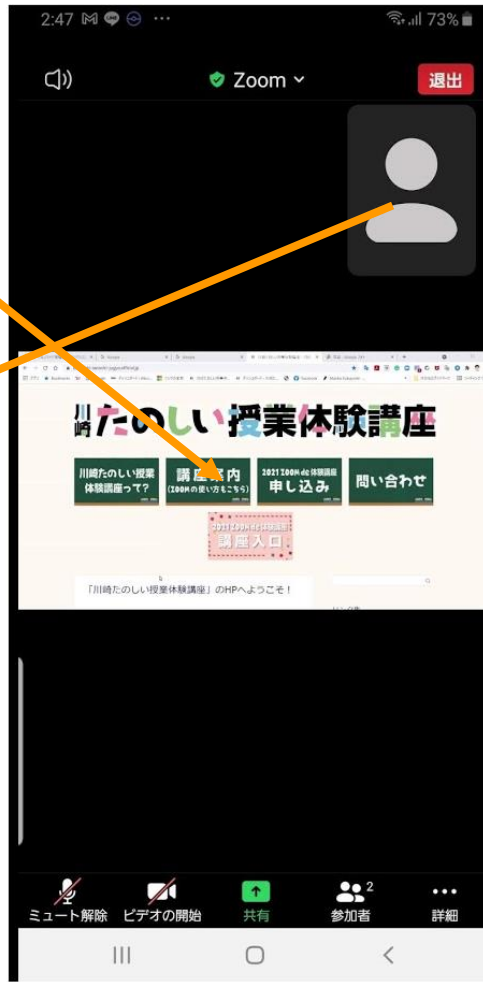 2:47
73%
Zoom
退出
川崎たのしい授業体験講座
川崎たのしい授業
体験講座って？
講座案内
(ZOOMの使い方もこちら)
2021 ZOOM de 体験講座
申し込み
問い合わせ
2021 ZOOM de 体験講座
講座入口
「川崎たのしい授業体験講座」のHPへようこそ！
ミュート解除 ビデオの開始 共有 参加者 2 詳細